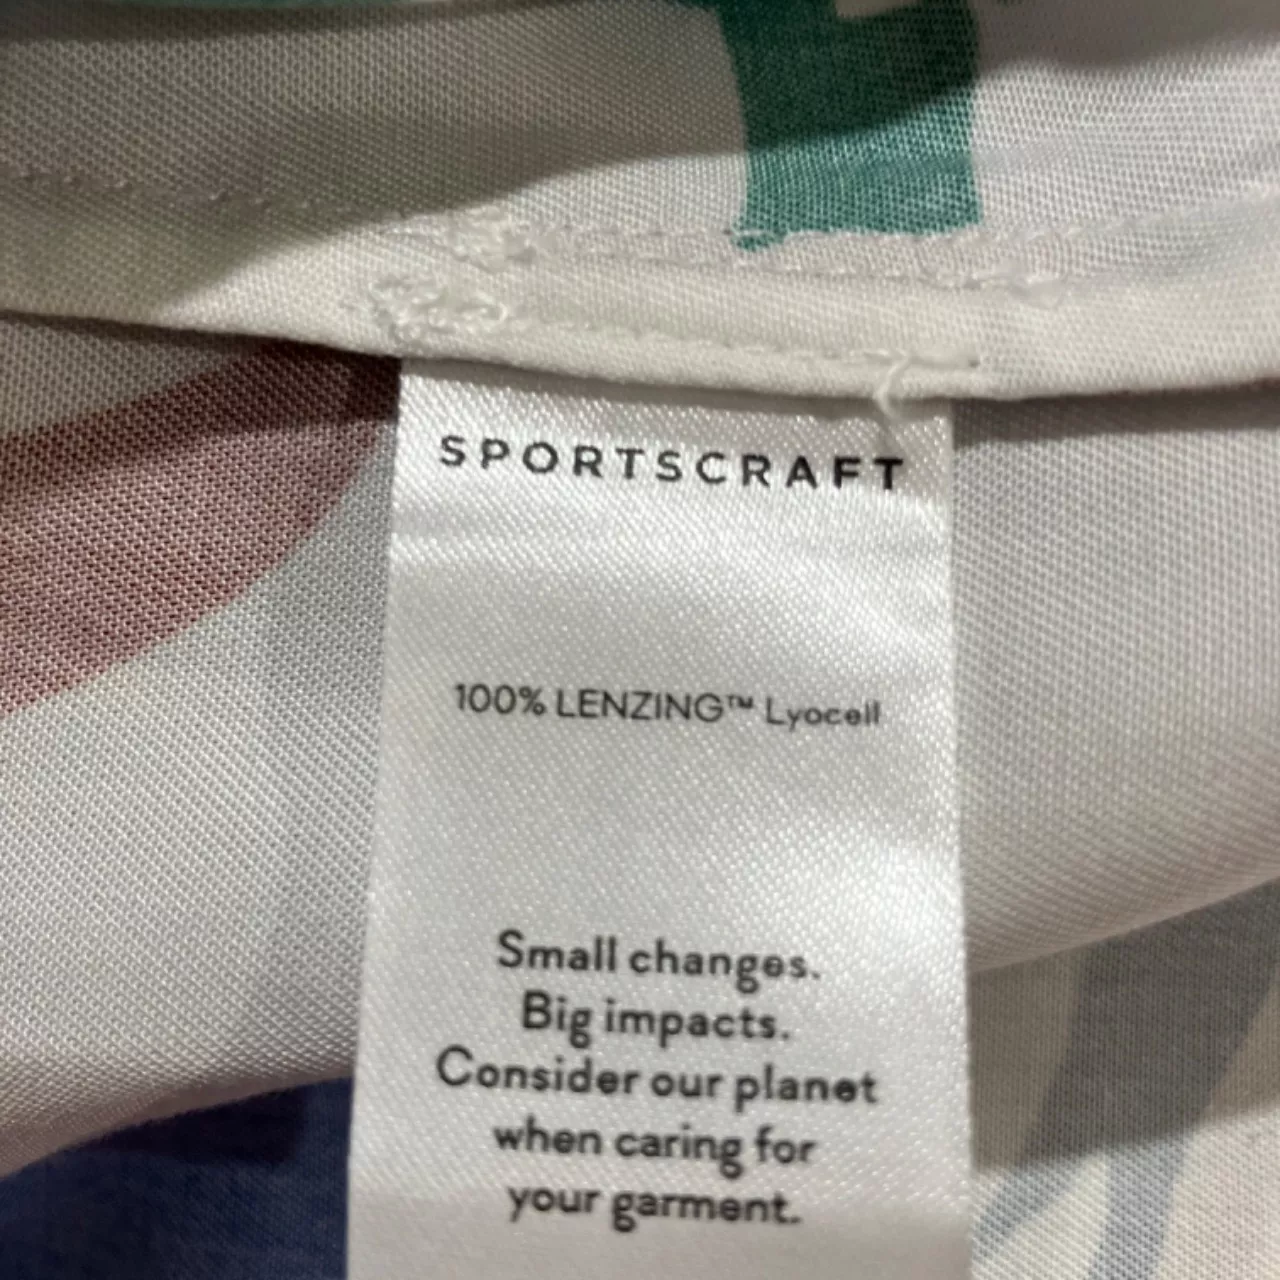 SPORTSCRAFT
100% LENZING™ Lyocell
Small changes.
Big impacts.
Consider our planet
when caring for
your garment.